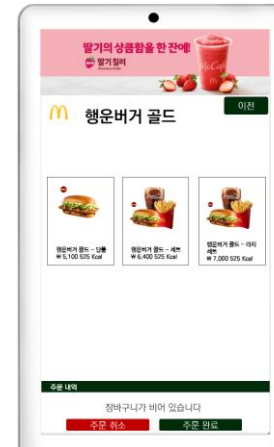 딸기의 상큼함을 한 잔에!
딸기 칠러
McCafé
이전
행운버거 골드
행운버거 골드 - 단품
₩ 5,100 525 Kcal
행운버거 골드 - 세트
₩ 6,400 525 Kcal
행운버거 골드 - 라지
세트
₩ 7,000 525 Kcal
주문 내역
장바구니가 비어 있습니다
주문 취소
주문 완료